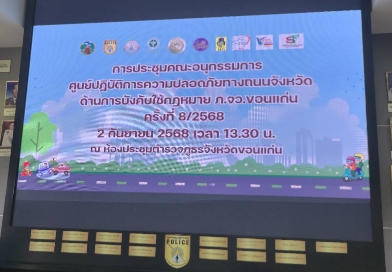 การประชุมคณะอนุกรรมการ
ศูนย์ปฏิบัติการความปลอดภัยทางถนนจังหวัด
ด้านการบังคับใช้กฎหมาย ภ.จว.ขอนแก่น
ครั้งที่ 8/2568
2 กันยายน 2568 เวลา 13.30 น.
ณ ห้องประชุมตำรวจภูธรจังหวัดขอนแก่น
POLICE